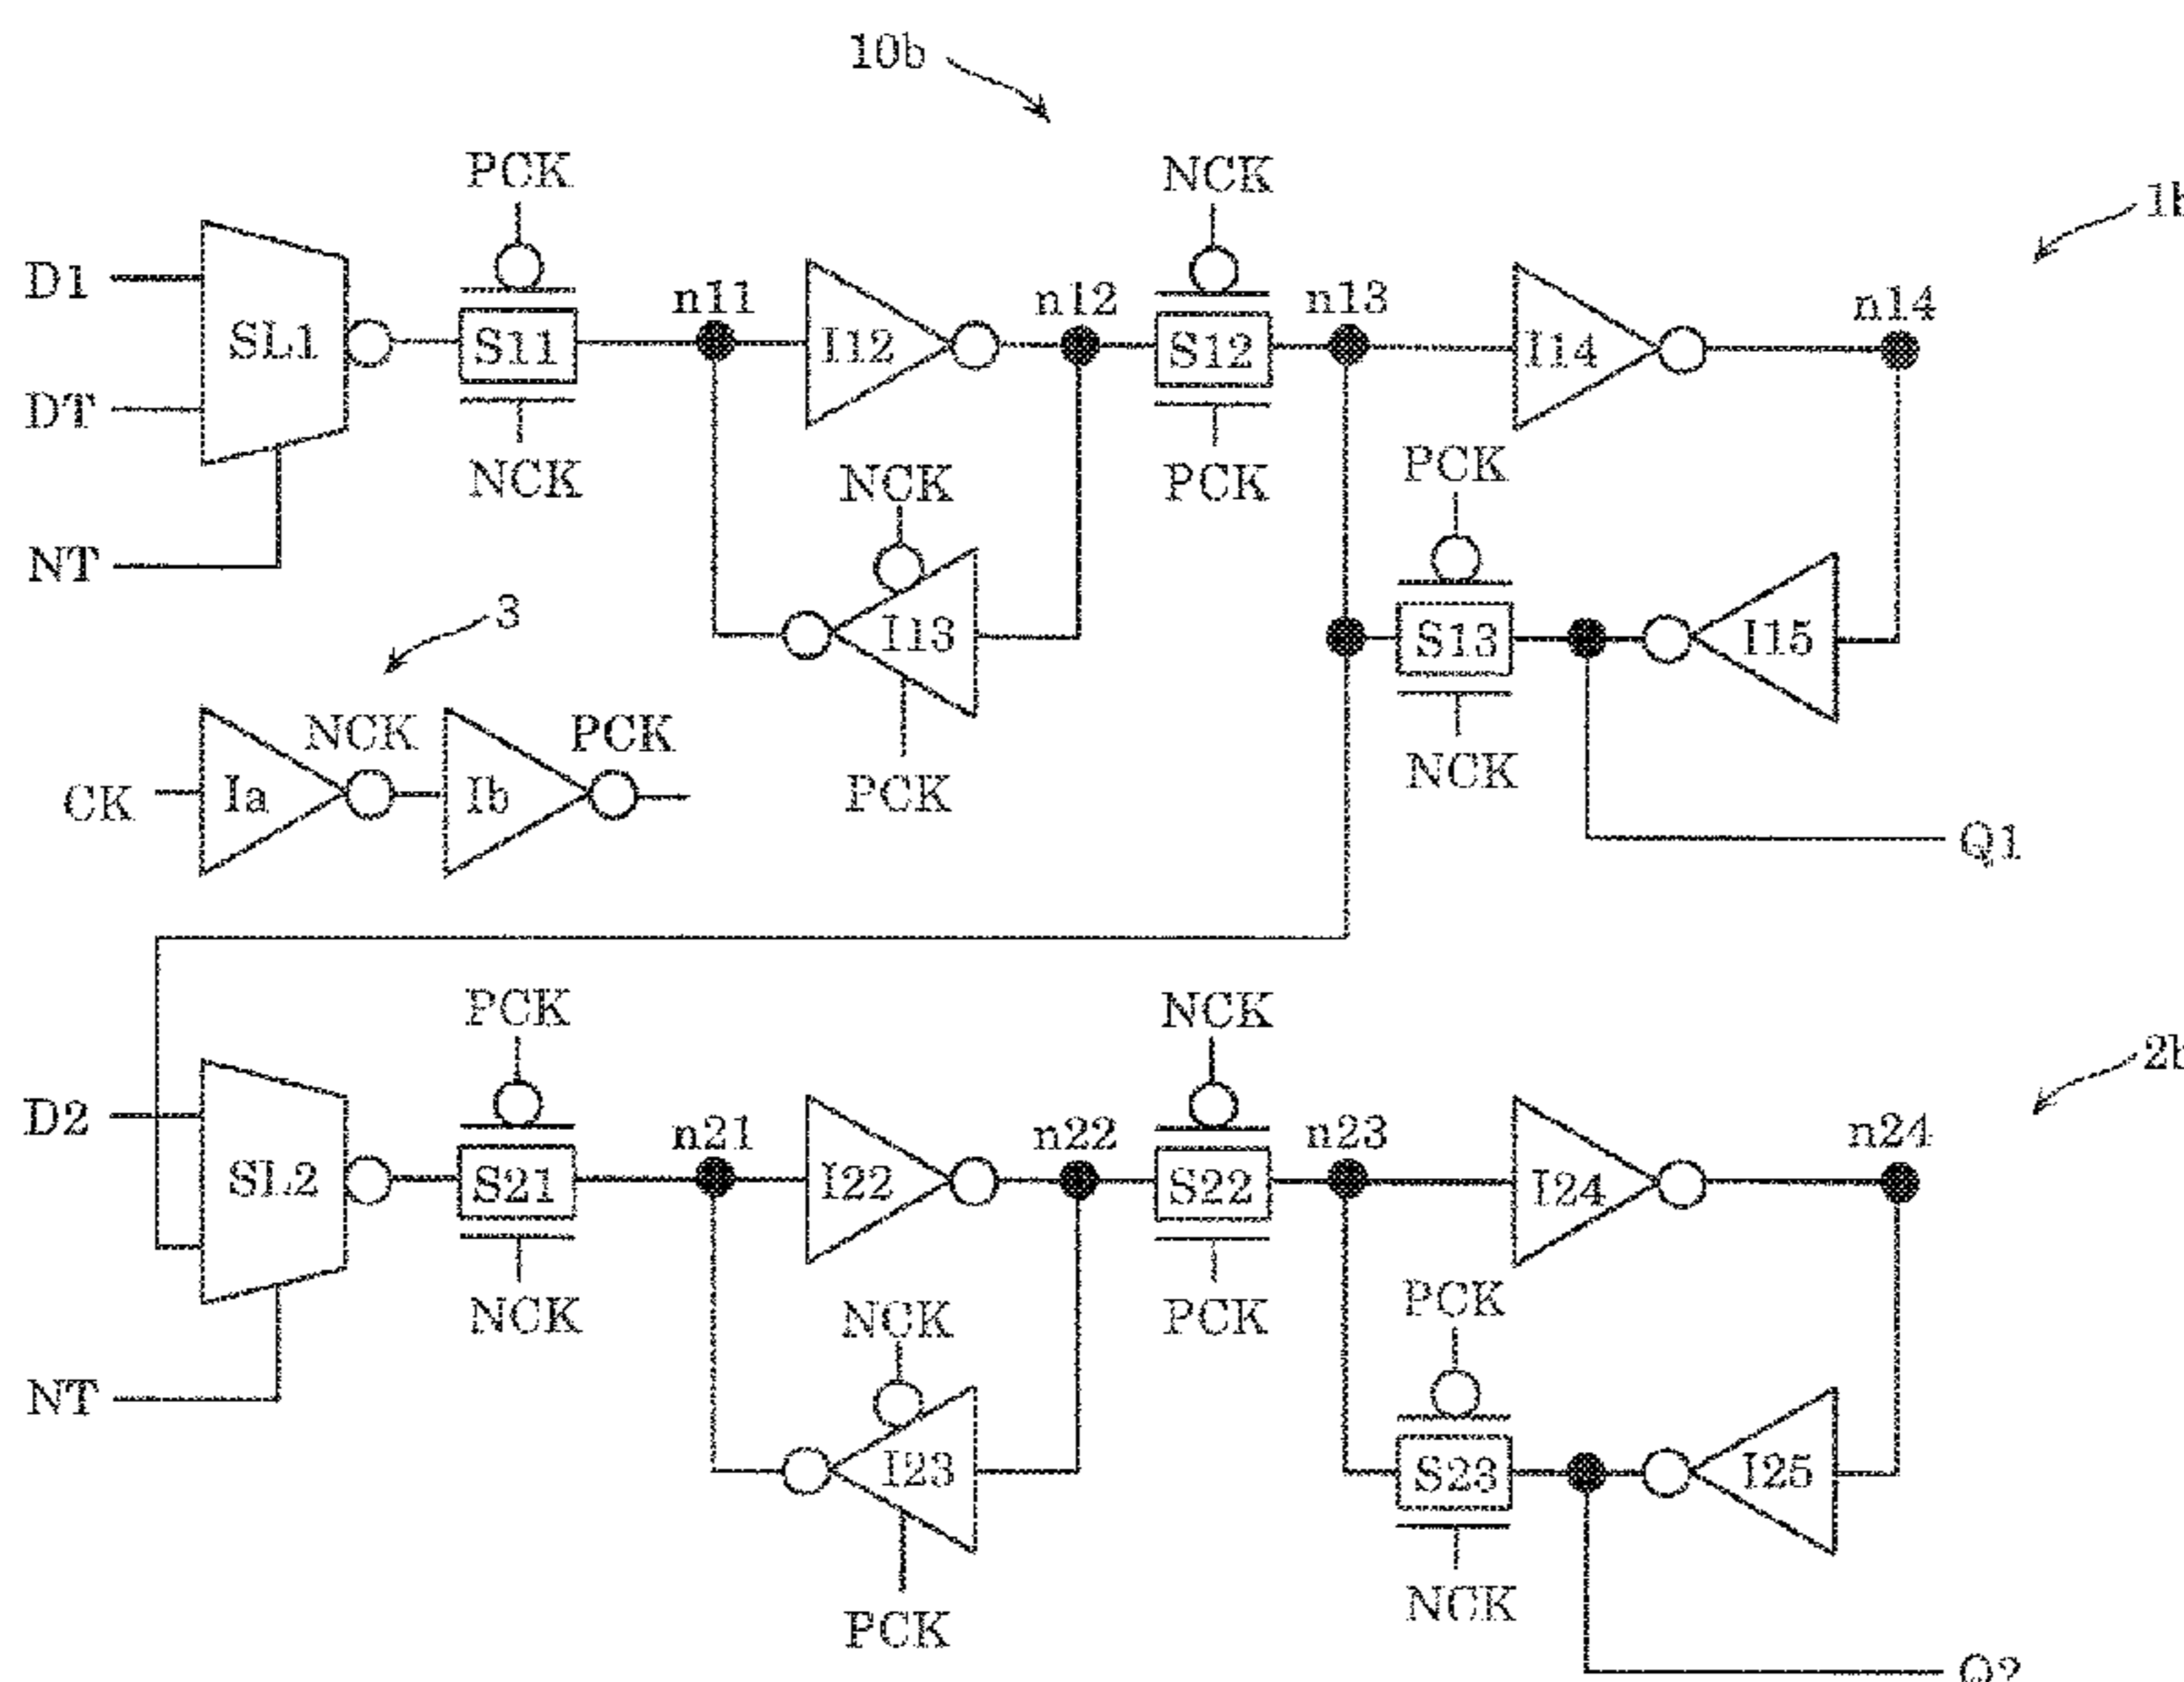 10b
PCK
NCK
D1
SL1
S11
n11
I12
n12
S12
n13
I14
n14
DT
NCK
NCK
PCK
PCK
NT
3
I13
S13
I15
NCK
PCK
CK
Ia
Ib
PCK
NCK
Q1
PCK
NCK
D2
SL2
S21
n21
I22
n22
S22
n23
I24
n24
NCK
NCK
PCK
PCK
NT
I23
S23
I25
PCK
NCK